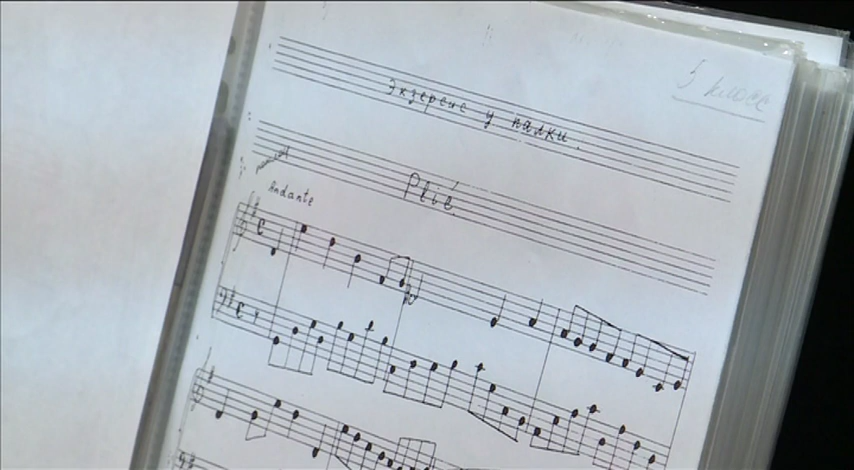 5 класс
Экзерсис у палки.
Plié.
Andante